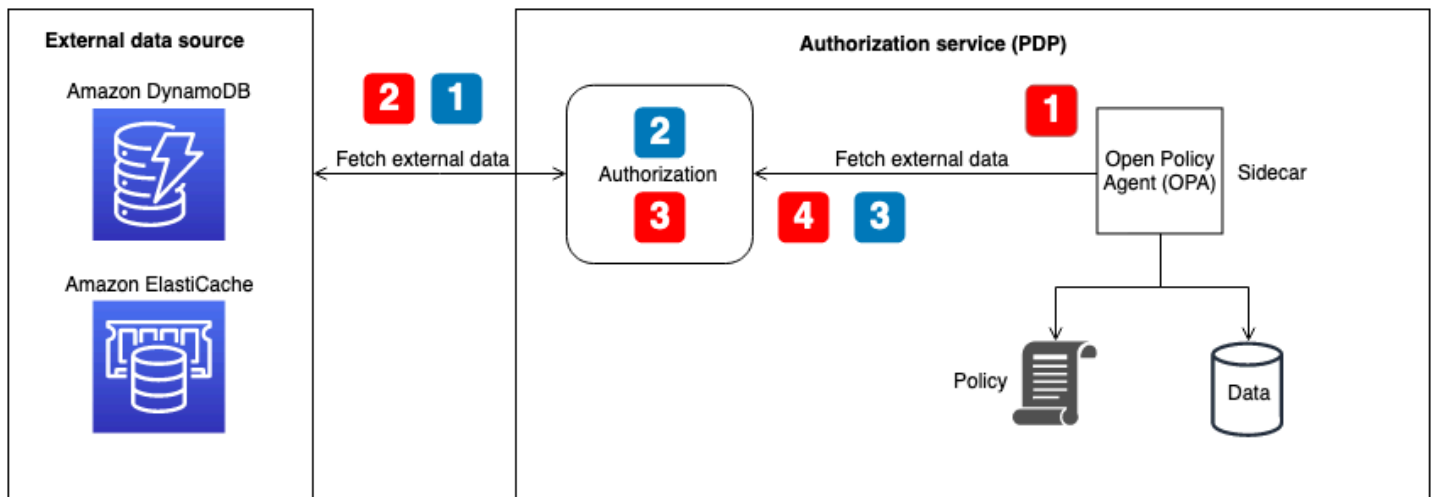 External data source
Amazon DynamoDB
Amazon ElastiCache
2 1
Fetch external data
Authorization service (PDP)
2
Authorization
3
1
Fetch external data
4 3
Open Policy
Agent (OPA)
Sidecar
Policy
Data